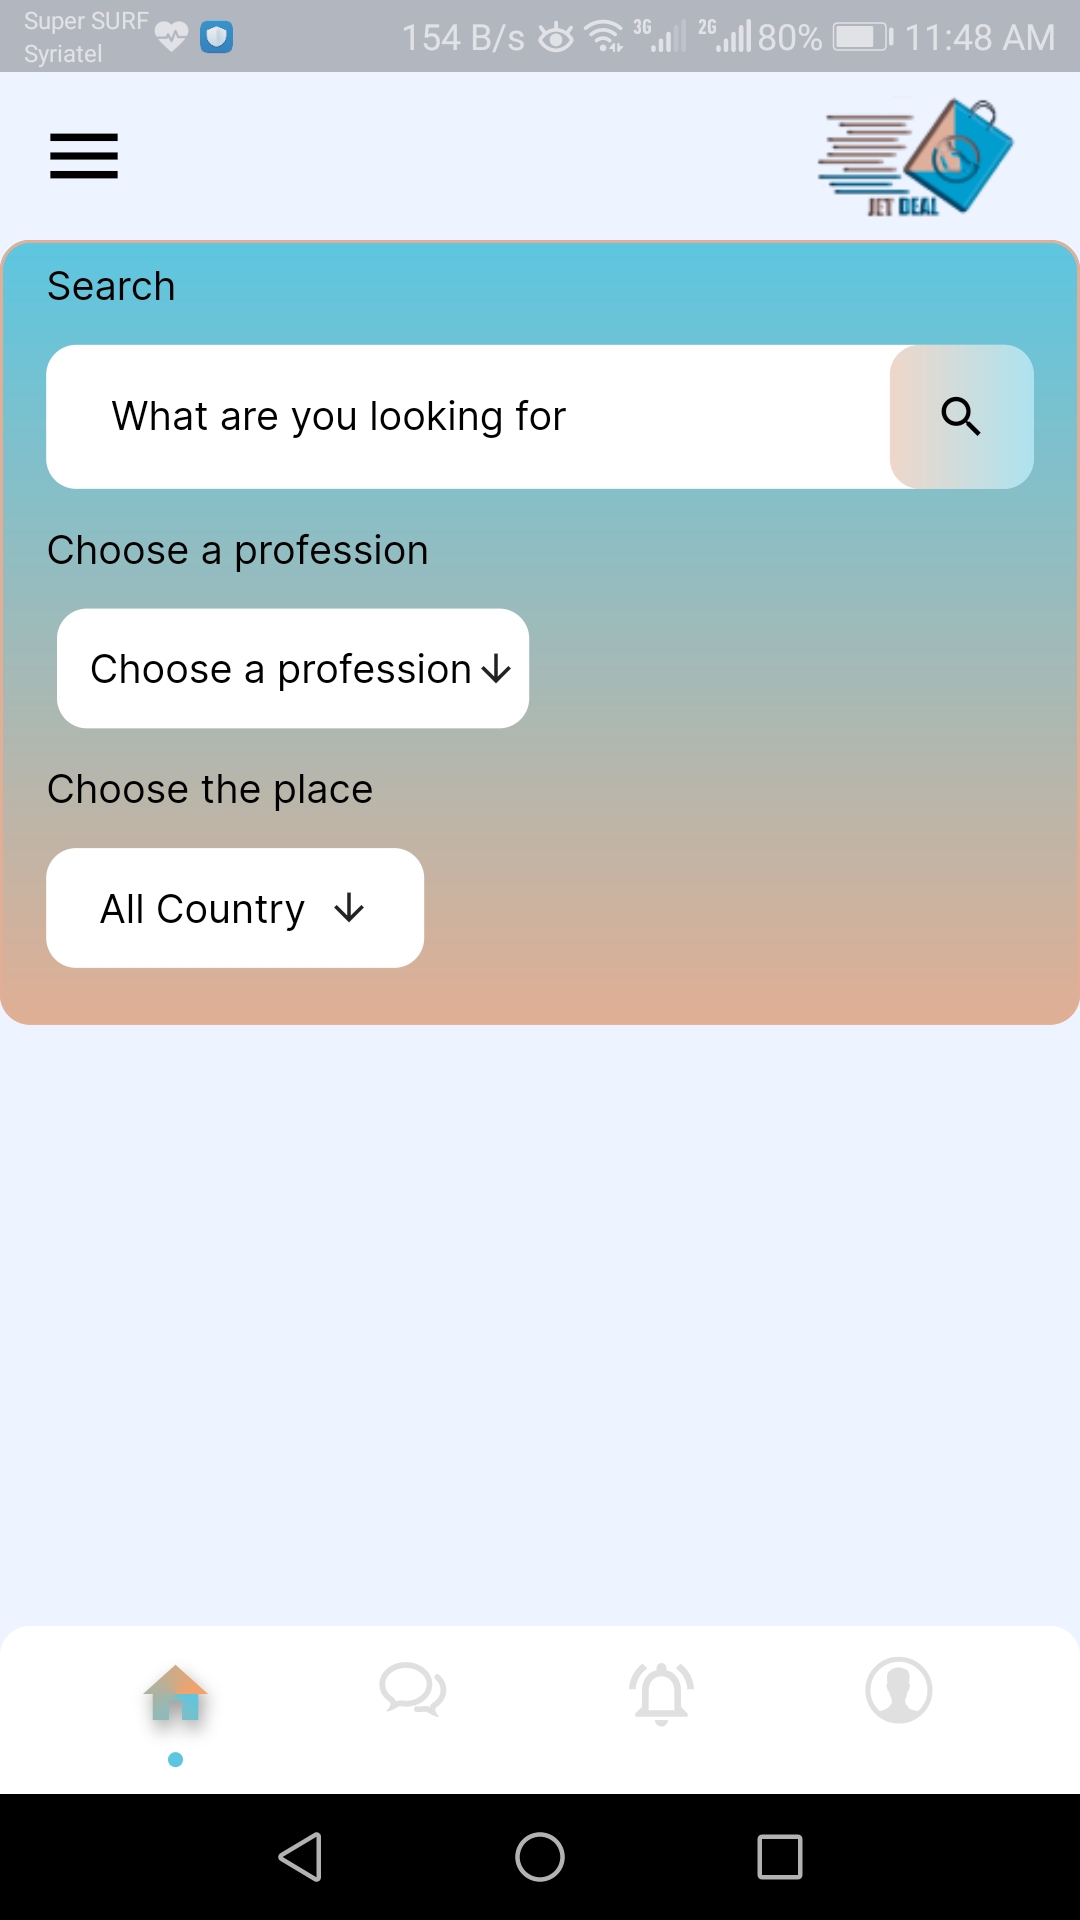 Super SURF
Syriatel
154 B/s 3G 2G 80% 11:48 AM
JET DEAL
Search
What are you looking for
Choose a profession
Choose a profession
Choose the place
All Country